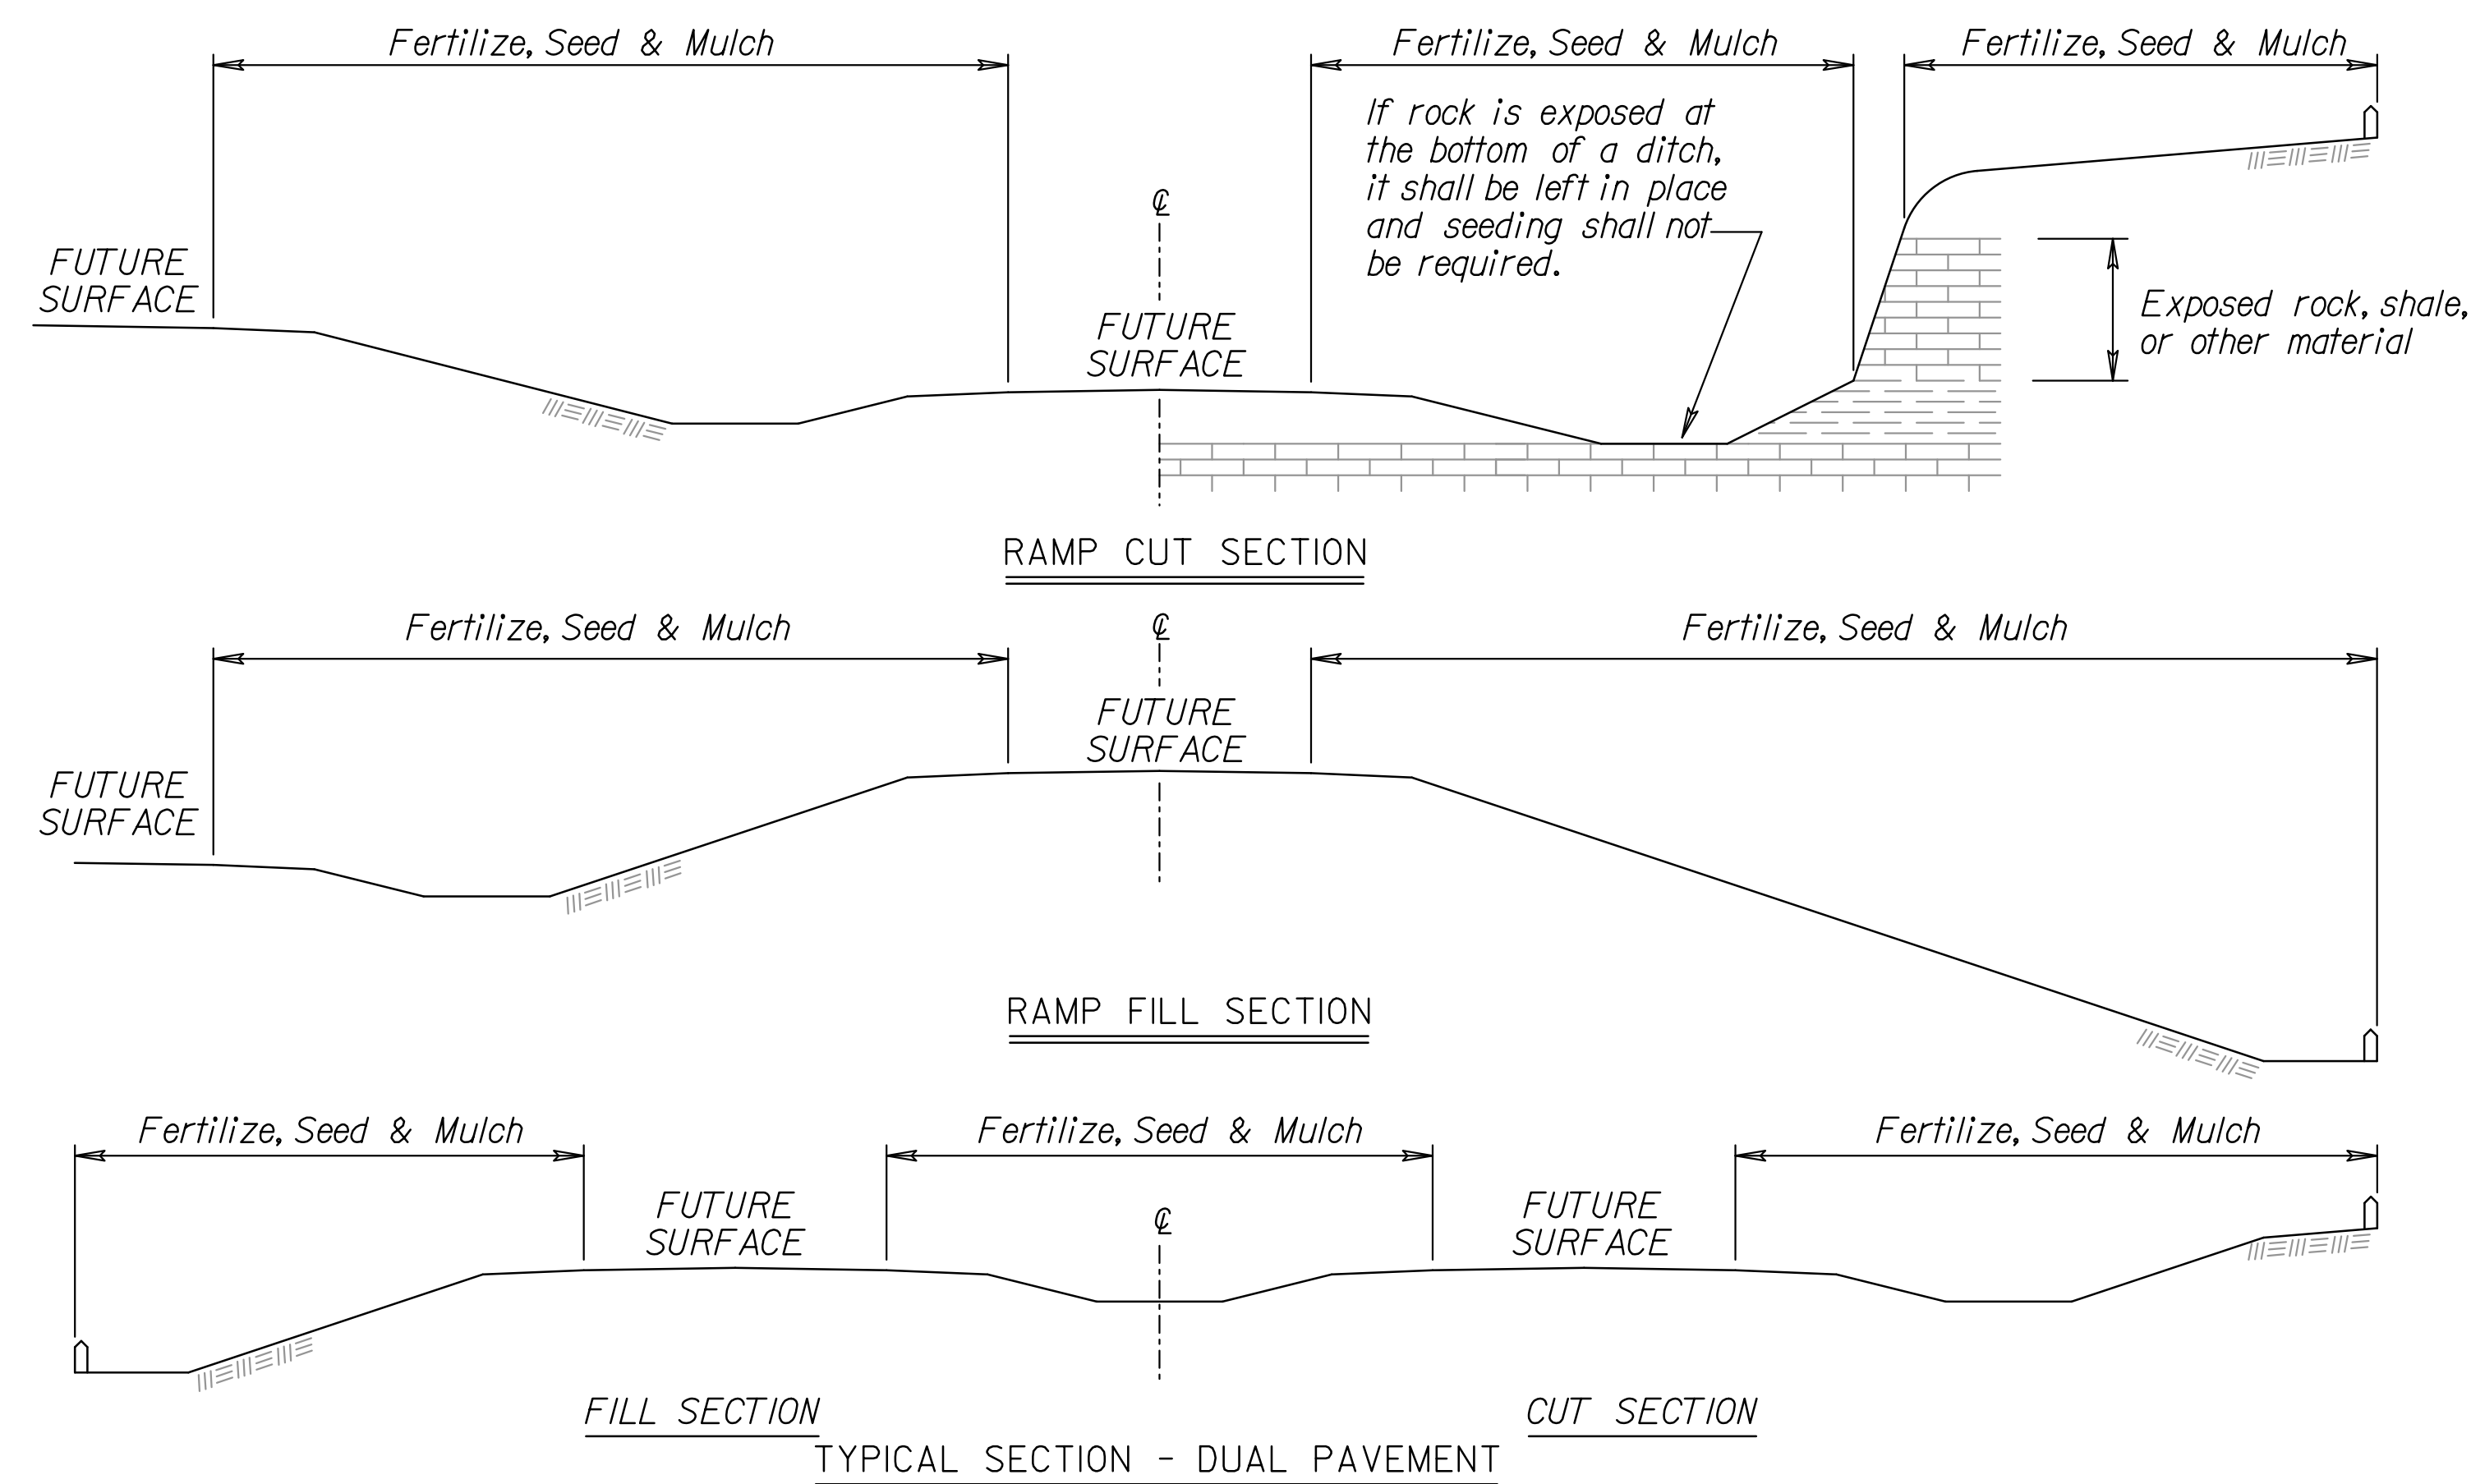 Fertilize, Seed & Mulch
Fertilize, Seed & Mulch
Fertilize, Seed & Mulch
If rock is exposed at
the bottom of a ditch,
it shall be left in place
and seeding shall not
be required.
℄
FUTURE
SURFACE
FUTURE
SURFACE
Exposed rock, shale,
or other material
RAMP CUT SECTION
Fertilize, Seed & Mulch
℄
Fertilize, Seed & Mulch
FUTURE
SURFACE
FUTURE
SURFACE
RAMP FILL SECTION
Fertilize, Seed & Mulch
Fertilize, Seed & Mulch
Fertilize, Seed & Mulch
FUTURE
SURFACE
℄
FUTURE
SURFACE
FILL SECTION
CUT SECTION
TYPICAL SECTION - DUAL PAVEMENT